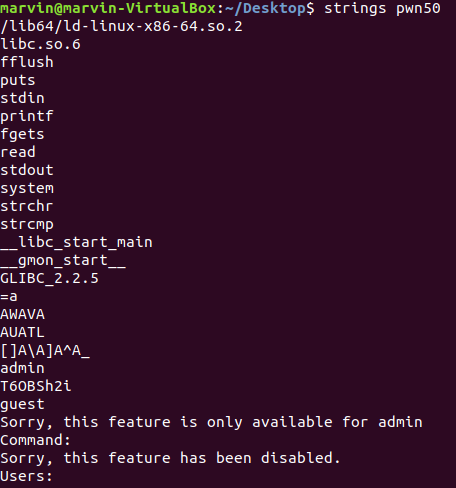 marvin@marvin-VirtualBox:~/Desktop$ strings pwn50
/lib64/ld-linux-x86-64.so.2
libc.so.6
fflush
puts
stdin
printf
fgets
read
stdout
system
strchr
strcmp
__libc_start_main
__gmon_start__
GLIBC_2.2.5
=a
AWAVA
AUATL
[]A\A]A^A_
admin
T6OBSh2i
guest
Sorry, this feature is only available for admin
Command:
Sorry, this feature has been disabled.
Users: